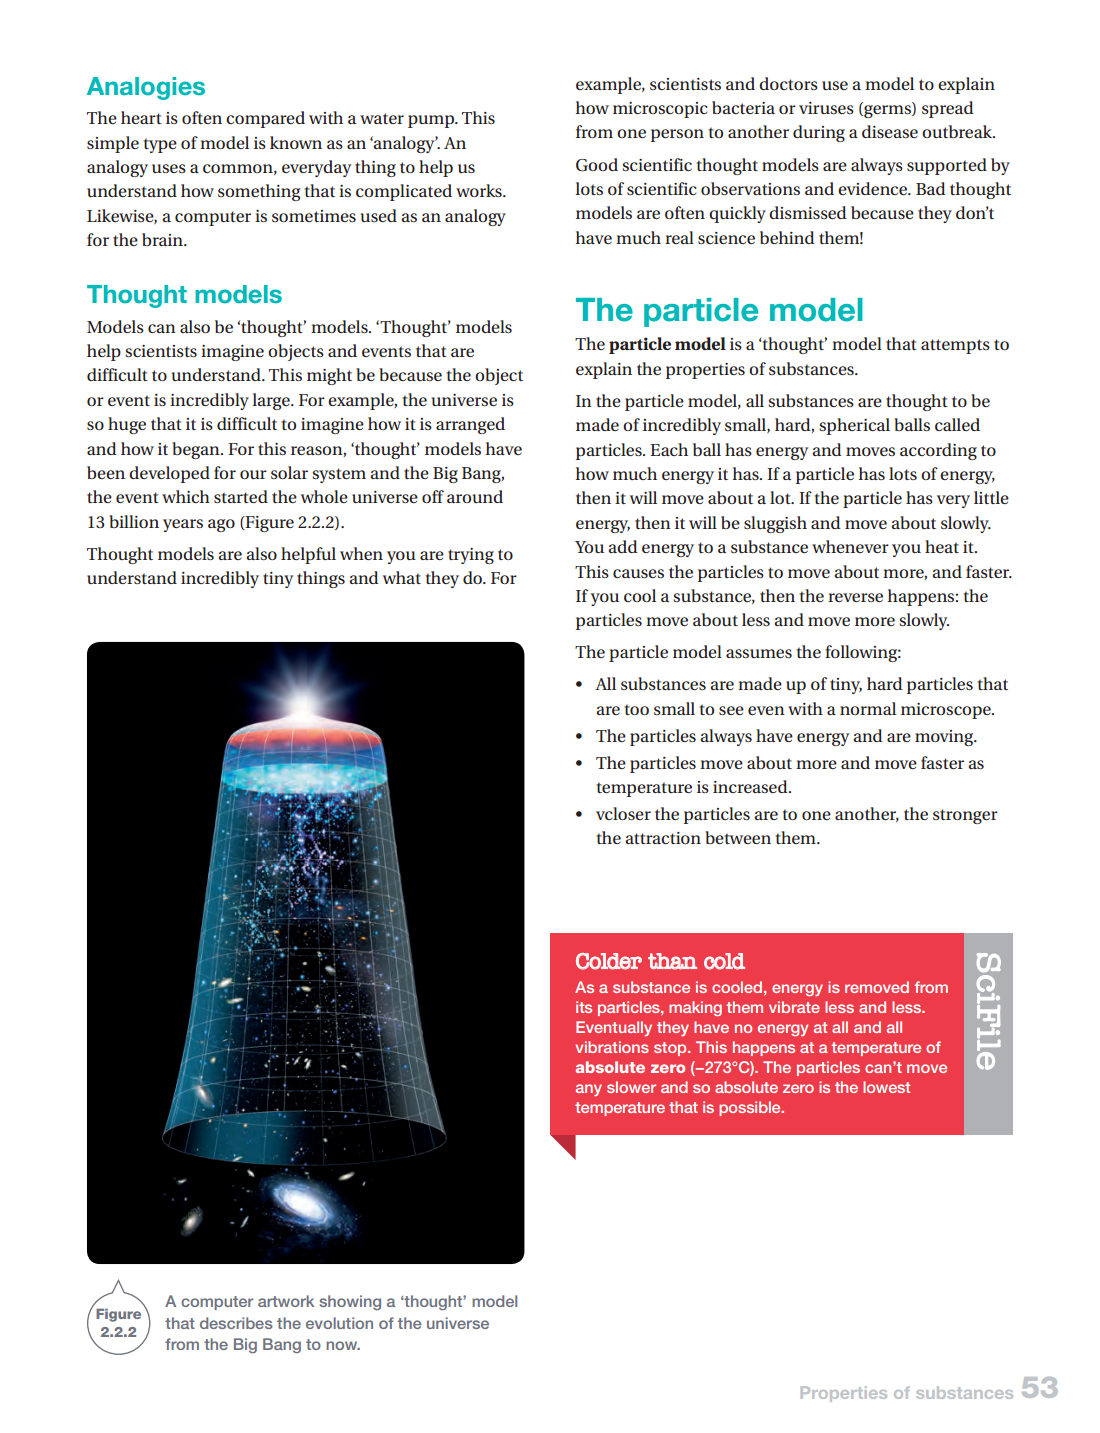 Analogies
The heart is often compared with a water pump. This
simple type of model is known as an ‘analogy’. An
analogy uses a common, everyday thing to help us
understand how something that is complicated works.
Likewise, a computer is sometimes used as an analogy
for the brain.
Thought models
Models can also be ‘thought’ models. ‘Thought’ models
help scientists imagine objects and events that are
difficult to understand. This might be because the object
or event is incredibly large. For example, the universe is
so huge that it is difficult to imagine how it is arranged
and how it began. For this reason, ‘thought’ models have
been developed for our solar system and the Big Bang,
the event which started the whole universe off around
13 billion years ago (Figure 2.2.2).
Thought models are also helpful when you are trying to
understand incredibly tiny things and what they do. For
Figure
2.2.2
A computer artwork showing a ‘thought’ model
that describes the evolution of the universe
from the Big Bang to now.
example, scientists and doctors use a model to explain
how microscopic bacteria or viruses (germs) spread
from one person to another during a disease outbreak.
Good scientific thought models are always supported by
lots of scientific observations and evidence. Bad thought
models are often quickly dismissed because they don’t
have much real science behind them!
The particle model
The particle model is a ‘thought’ model that attempts to
explain the properties of substances.
In the particle model, all substances are thought to be
made of incredibly small, hard, spherical balls called
particles. Each ball has energy and moves according to
how much energy it has. If a particle has lots of energy,
then it will move about a lot. If the particle has very little
energy, then it will be sluggish and move about slowly.
You add energy to a substance whenever you heat it.
This causes the particles to move about more, and faster.
If you cool a substance, then the reverse happens: the
particles move about less and move more slowly.
The particle model assumes the following:
• All substances are made up of tiny, hard particles that
are too small to see even with a normal microscope.
• The particles always have energy and are moving.
• The particles move about more and move faster as
temperature is increased.
• vcloser the particles are to one another, the stronger
the attraction between them.
Colder than cold
As a substance is cooled, energy is removed from
its particles, making them vibrate less and less.
Eventually they have no energy at all and all
vibrations stop. This happens at a temperature of
absolute zero (−273°C). The particles can’t move
any slower and so absolute zero is the lowest
temperature that is possible.
SciFile
Properties of substances 53